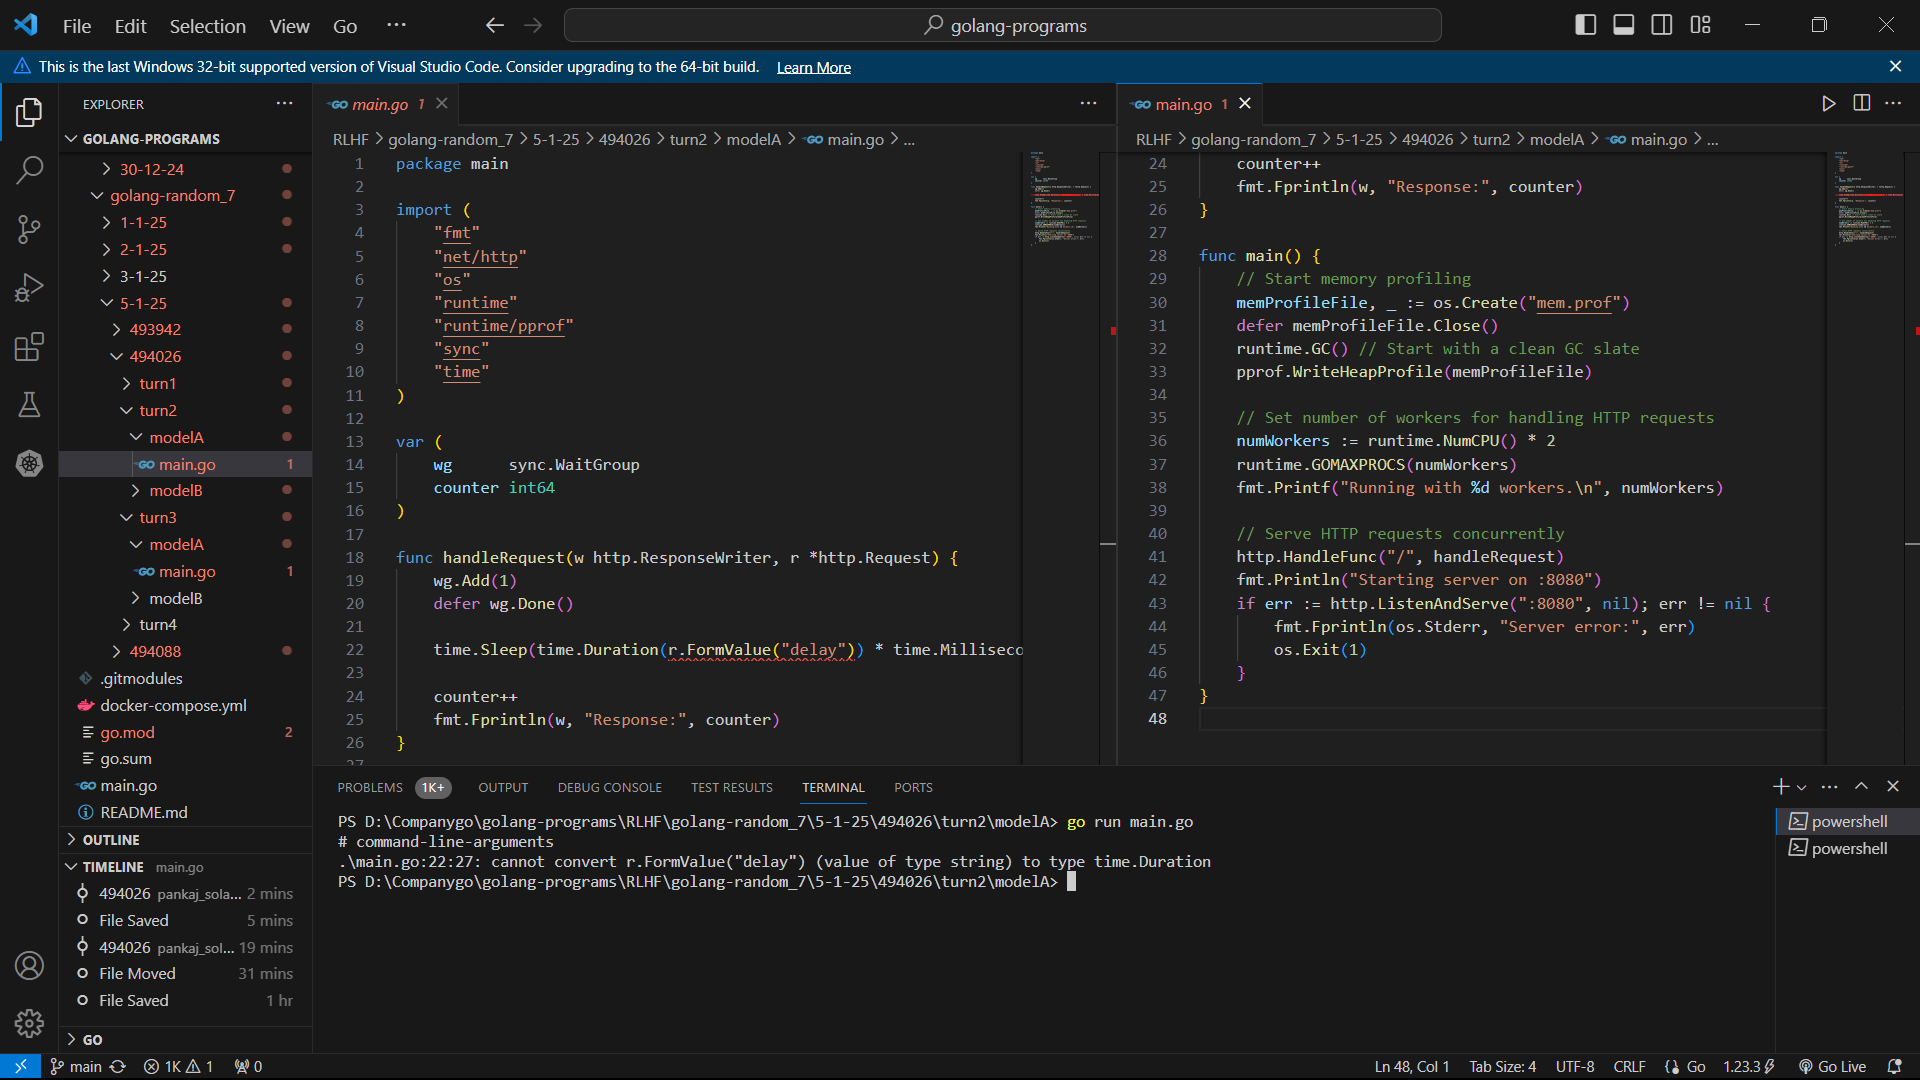 File Edit Selection View Go ··· golang-programs
This is the last Windows 32-bit supported version of Visual Studio Code. Consider upgrading to the 64-bit build. Learn More
EXPLORER
GOLANG-PROGRAMS
30-12-24
golang-random_7
1-1-25
2-1-25
3-1-25
5-1-25
493942
494026
turn1
turn2
modelA
main.go 1
modelB
turn3
modelA
main.go 1
modelB
turn4
494088
.gitmodules
docker-compose.yml
go.mod 2
go.sum
main.go
README.md
OUTLINE
TIMELINE main.go
494026 pankaj_sola... 2 mins
File Saved 5 mins
494026 pankaj_sol... 19 mins
File Moved 31 mins
File Saved 1 hr
GO
main.go 1
RLHF > golang-random_7 > 5-1-25 > 494026 > turn2 > modelA > main.go > ...
1 package main
2
3 import (
4 "fmt"
5 "net/http"
6 "os"
7 "runtime"
8 "runtime/pprof"
9 "sync"
10 "time"
11 )
12
13 var (
14 wg sync.WaitGroup
15 counter int64
16 )
17
18 func handleRequest(w http.ResponseWriter, r *http.Request) {
19 wg.Add(1)
20 defer wg.Done()
21
22 time.Sleep(time.Duration(r.FormValue("delay")) * time.Milliseco
23
24 counter++
25 fmt.Fprintln(w, "Response:", counter)
26 }
27
main.go 1
RLHF > golang-random_7 > 5-1-25 > 494026 > turn2 > modelA > main.go > ...
24 counter++
25 fmt.Fprintln(w, "Response:", counter)
26 }
27
28 func main() {
29 // Start memory profiling
30 memProfileFile, _ := os.Create("mem.prof")
31 defer memProfileFile.Close()
32 runtime.GC() // Start with a clean GC slate
33 pprof.WriteHeapProfile(memProfileFile)
34
35 // Set number of workers for handling HTTP requests
36 numWorkers := runtime.NumCPU() * 2
37 runtime.GOMAXPROCS(numWorkers)
38 fmt.Printf("Running with %d workers.\n", numWorkers)
39
40 // Serve HTTP requests concurrently
41 http.HandleFunc("/", handleRequest)
42 fmt.Println("Starting server on :8080")
43 if err := http.ListenAndServe(":8080", nil); err != nil {
44 fmt.Fprintln(os.Stderr, "Server error:", err)
45 os.Exit(1)
46 }
47 }
48
PROBLEMS 1K+ OUTPUT DEBUG CONSOLE TEST RESULTS TERMINAL PORTS
PS D:\Companygo\golang-programs\RLHF\golang-random_7\5-1-25\494026\turn2\modelA> go run main.go
# command-line-arguments
.\main.go:22:27: cannot convert r.FormValue("delay") (value of type string) to type time.Duration
PS D:\Companygo\golang-programs\RLHF\golang-random_7\5-1-25\494026\turn2\modelA>
powershell
powershell
main 1K 1 0 Ln 48, Col 1 Tab Size: 4 UTF-8 CRLF Go 1.23.3 Go Live